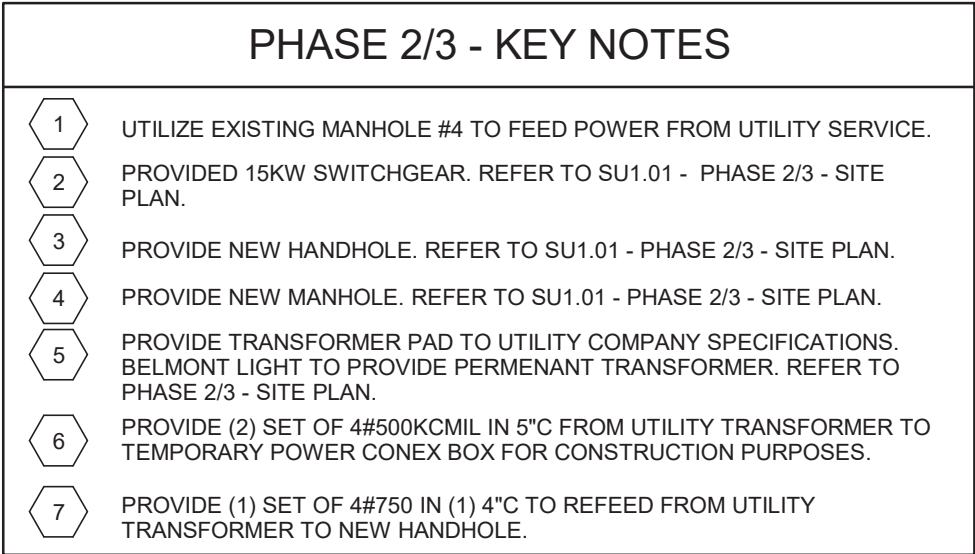 PHASE 2/3 - KEY NOTES
1 UTILIZE EXISTING MANHOLE #4 TO FEED POWER FROM UTILITY SERVICE.
2 PROVIDED 15KW SWITCHGEAR. REFER TO SU1.01 - PHASE 2/3 - SITE
PLAN.
3 PROVIDE NEW HANDHOLE. REFER TO SU1.01 - PHASE 2/3 - SITE PLAN.
4 PROVIDE NEW MANHOLE. REFER TO SU1.01 - PHASE 2/3 - SITE PLAN.
5 PROVIDE TRANSFORMER PAD TO UTILITY COMPANY SPECIFICATIONS.
BELMONT LIGHT TO PROVIDE PERMENANT TRANSFORMER. REFER TO
PHASE 2/3 - SITE PLAN.
6 PROVIDE (2) SET OF 4#500KCMIL IN 5"C FROM UTILITY TRANSFORMER TO
TEMPORARY POWER CONEX BOX FOR CONSTRUCTION PURPOSES.
7 PROVIDE (1) SET OF 4#750 IN (1) 4"C TO REFEED FROM UTILITY
TRANSFORMER TO NEW HANDHOLE.